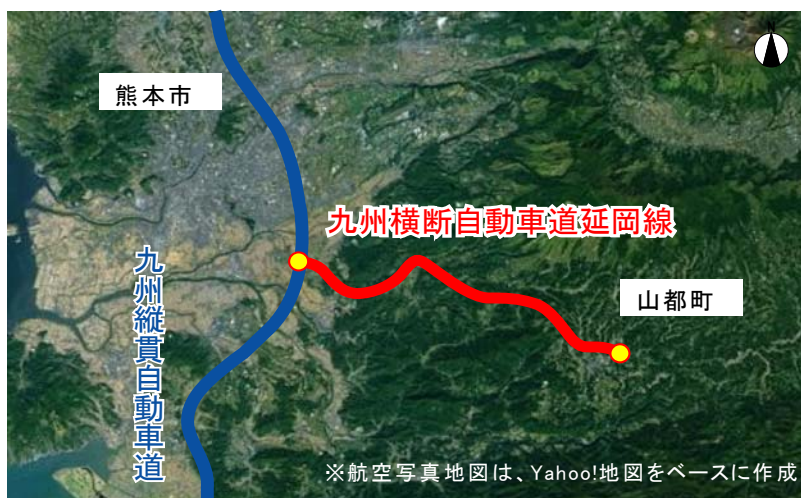 N
熊本市
九州横断自動車道延岡線
山都町
九州縦貫自動車道
※航空写真地図は、Yahoo!地図をベースに作成